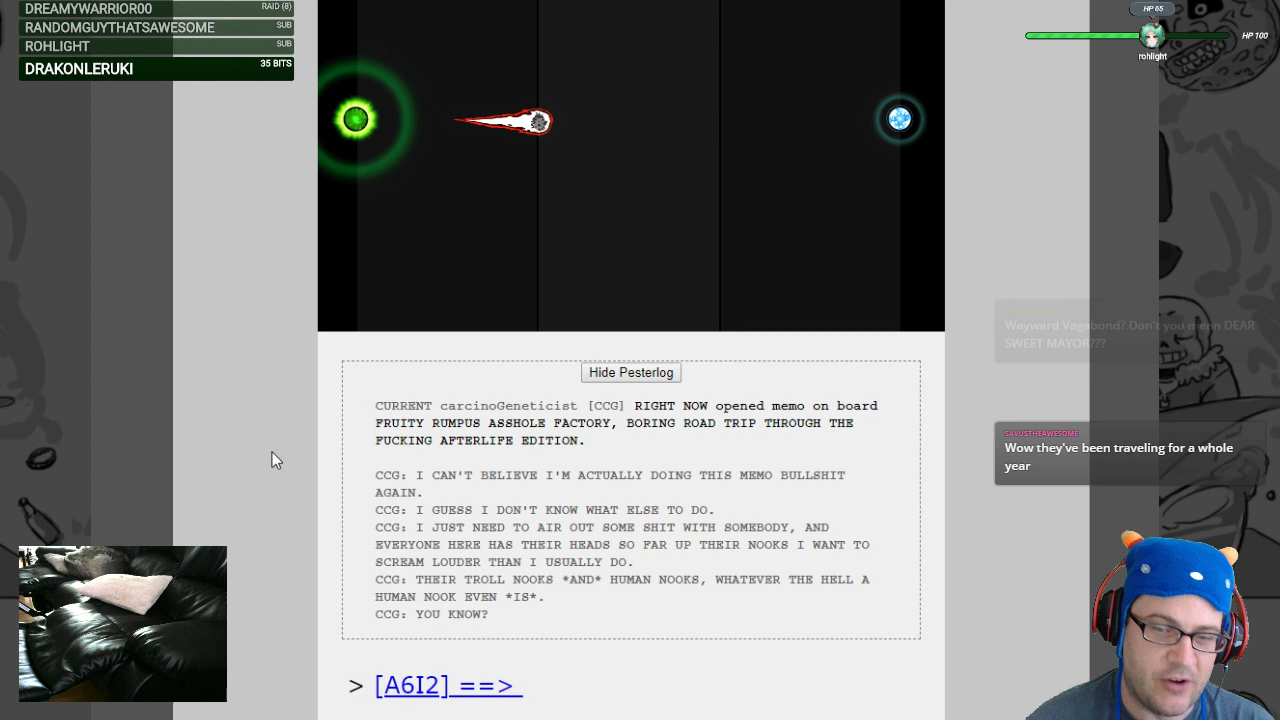 DREAMYWARRIOR00 RAID (8)
RANDOMGUYTHATSAWESOME SUB
ROHLIGHT SUB
DRAKONLERUKI 35 BITS
HP 65
HP 100
rohlight
Wayward Vagabond? Don't you mean DEAR
SWEET MAYOR???
SAVUSTHEAWESOME
Wow they've been traveling for a whole
year
Hide Pesterlog
CURRENT carcinoGeneticist [CCG] RIGHT NOW opened memo on board
FRUITY RUMPUS ASSHOLE FACTORY, BORING ROAD TRIP THROUGH THE
FUCKING AFTERLIFE EDITION.
CCG: I CAN'T BELIEVE I'M ACTUALLY DOING THIS MEMO BULLSHIT
AGAIN.
CCG: I GUESS I DON'T KNOW WHAT ELSE TO DO.
CCG: I JUST NEED TO AIR OUT SOME SHIT WITH SOMEBODY, AND
EVERYONE HERE HAS THEIR HEADS SO FAR UP THEIR NOOKS I WANT TO
SCREAM LOUDER THAN I USUALLY DO.
CCG: THEIR TROLL NOOKS *AND* HUMAN NOOKS, WHATEVER THE HELL A
HUMAN NOOK EVEN *IS*.
CCG: YOU KNOW?
> [A6I2] ==>